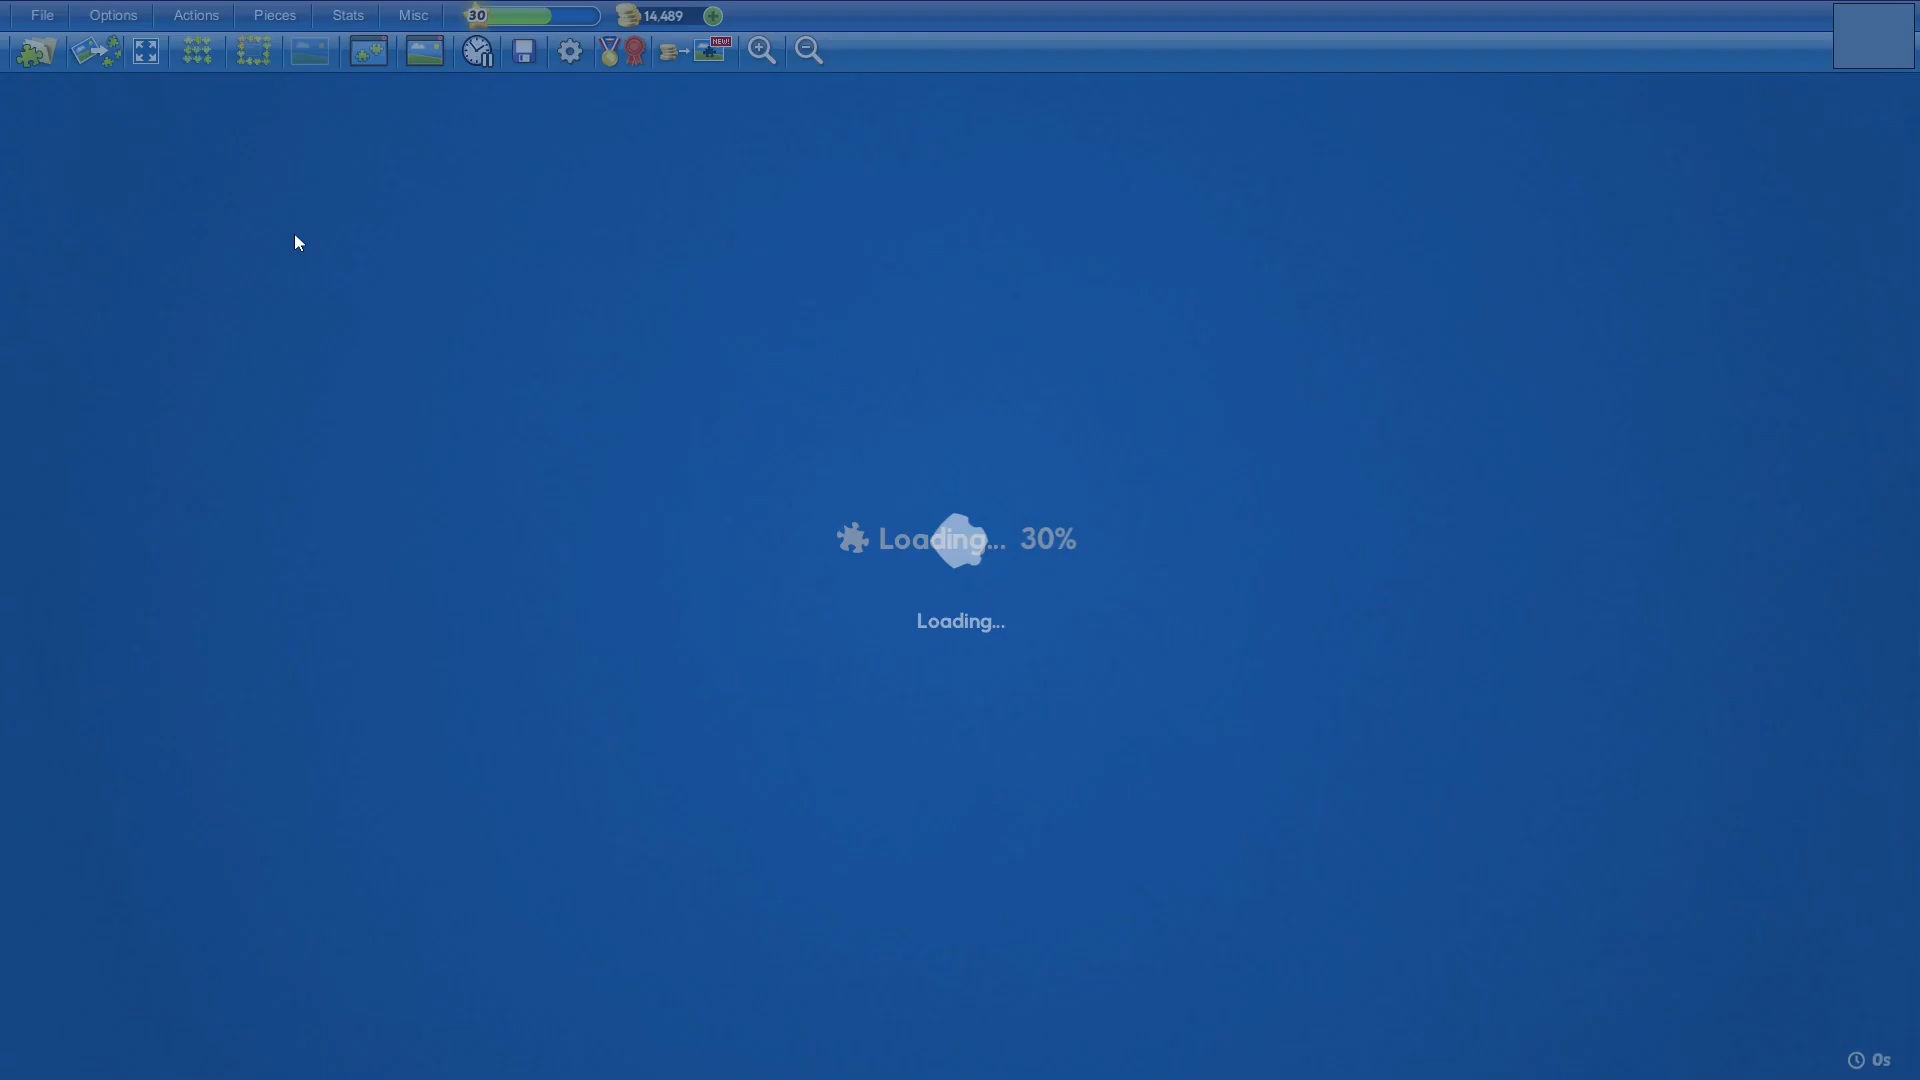 File Options Actions Pieces Stats Misc 30 14,489
NEW!
Loading... 30%
Loading...
0s